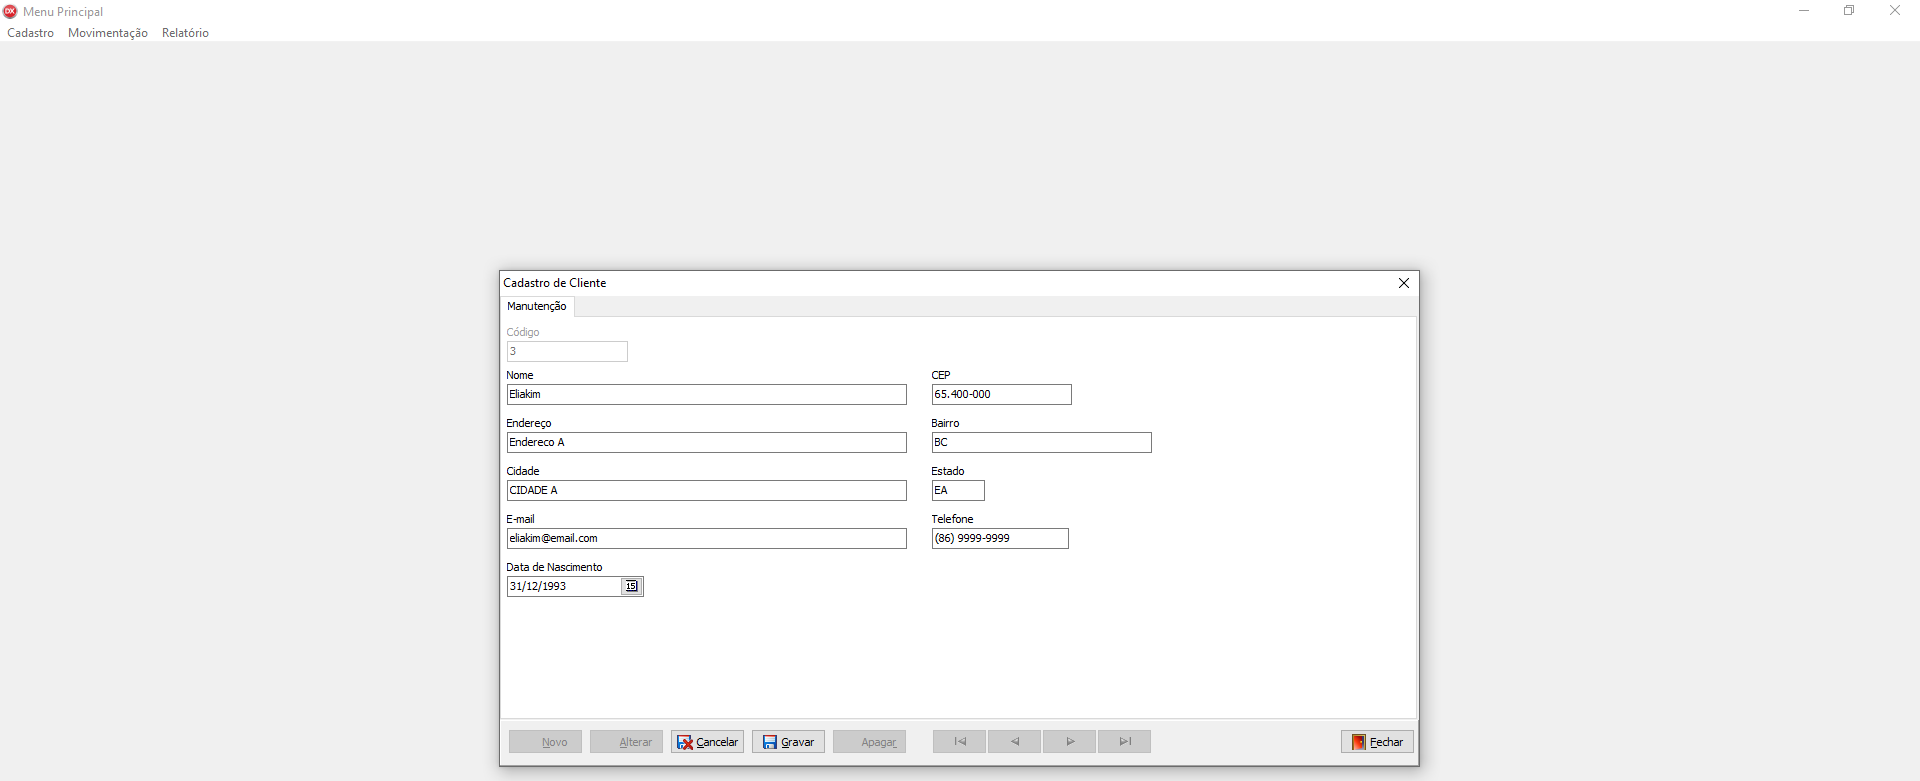 DX Menu Principal
Cadastro Movimentação Relatório
Cadastro de Cliente
Manutenção
Código
3
Nome CEP
Eliakim 65.400-000
Endereço Bairro
Endereco A BC
Cidade Estado
CIDADE A EA
E-mail Telefone
eliakim@email.com (86) 9999-9999
Data de Nascimento
31/12/1993 15
Novo Alterar Cancelar Gravar Apagar Fechar